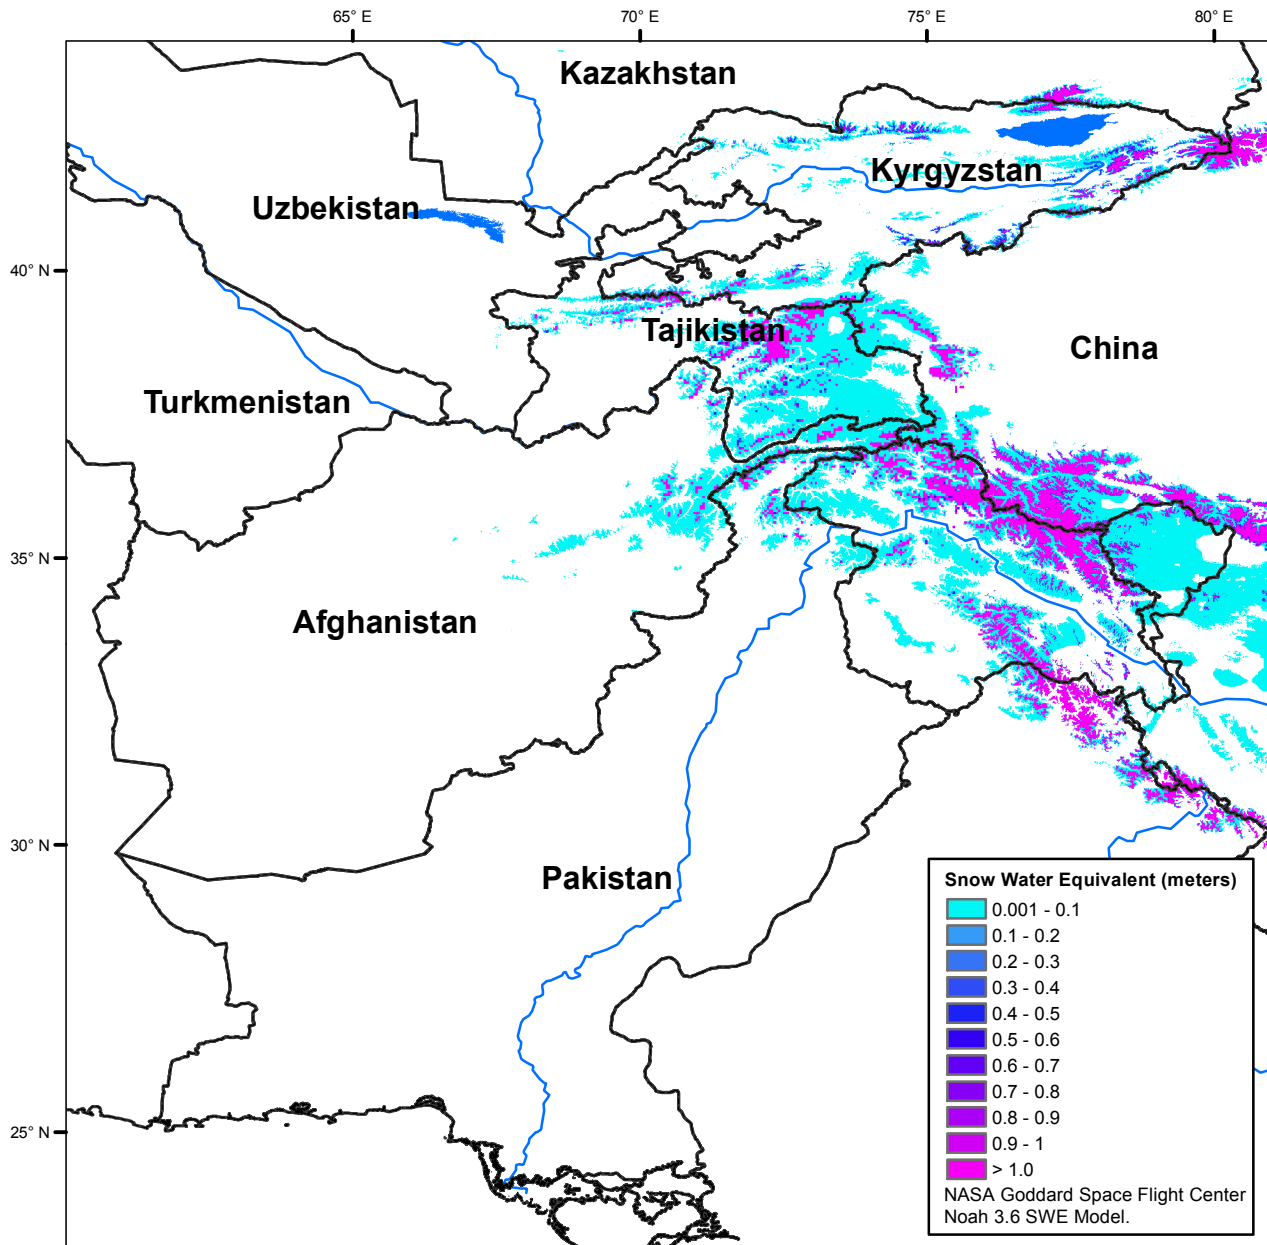 65° E
70° E
75° E
80° E
Kazakhstan
Kyrgyzstan
Uzbekistan
40° N
Tajikistan
China
Turkmenistan
35° N
Afghanistan
30° N
Pakistan
Snow Water Equivalent (meters)
0.001 - 0.1
0.1 - 0.2
0.2 - 0.3
0.3 - 0.4
0.4 - 0.5
0.5 - 0.6
0.6 - 0.7
0.7 - 0.8
0.8 - 0.9
0.9 - 1
> 1.0
NASA Goddard Space Flight Center
Noah 3.6 SWE Model.
25° N